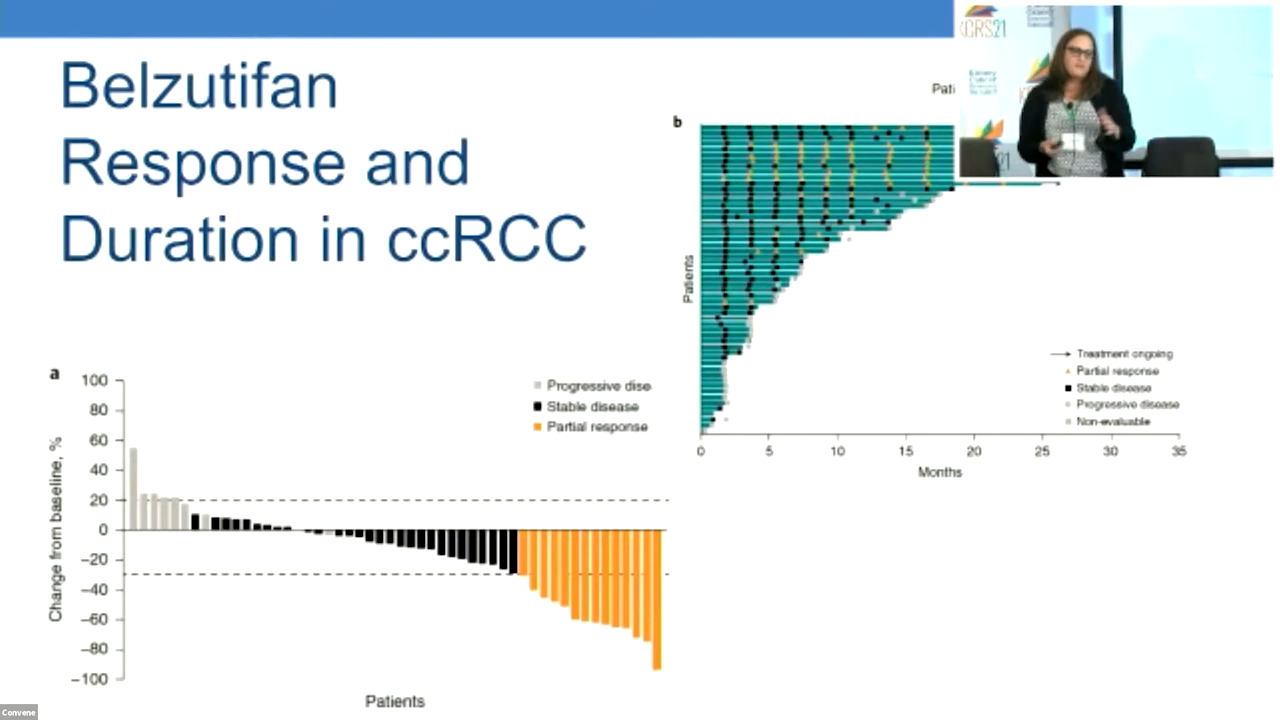 Belzutifan
Response and
Duration in ccRCC
KCRS21
Pati
b
Patients
Treatment ongoing
Partial response
Stable disease
Progressive disease
Non-evaluable
0 5 10 15 20 25 30 35
Months
a
Change from baseline, %
100
80
60
40
20
0
−20
−40
−60
−80
−100
Progressive dise
Stable disease
Partial response
Patients
Convene